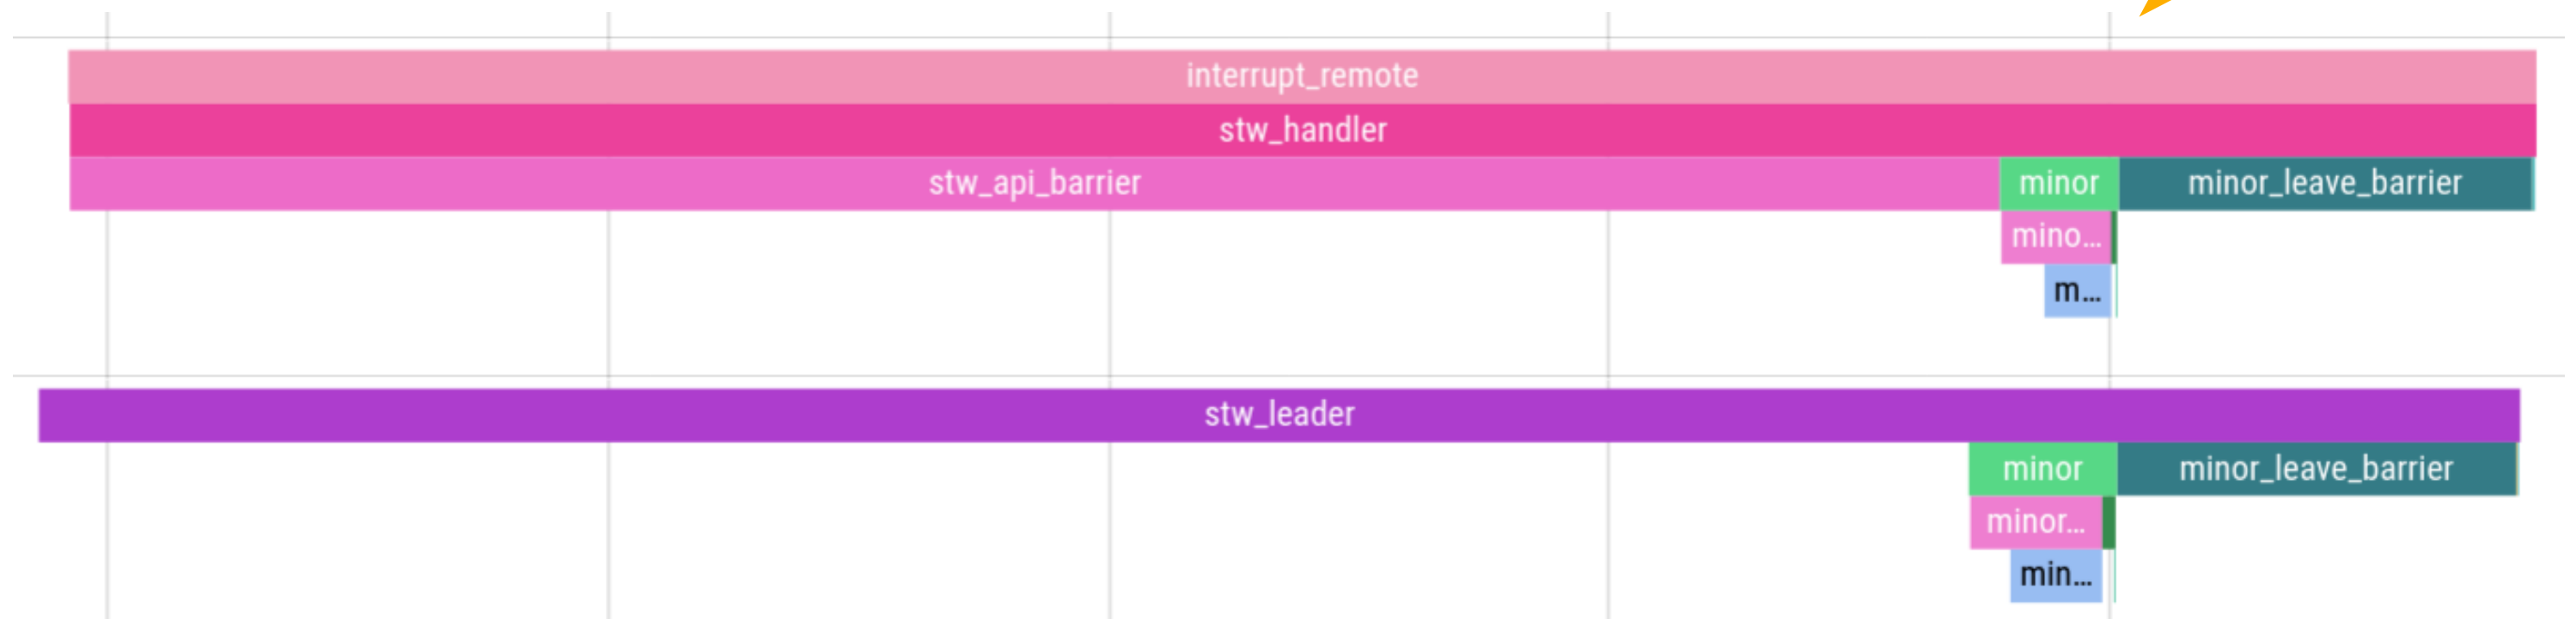 interrupt_remote
stw_handler
stw_api_barrier minor minor_leave_barrier
mino...
m...
stw_leader
minor minor_leave_barrier
minor...
min...